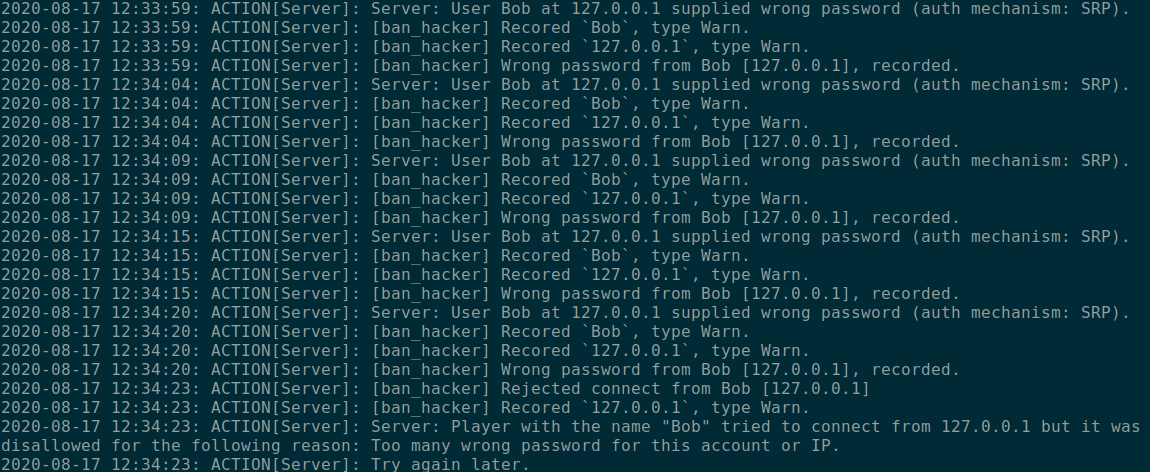 2020-08-17 12:33:59: ACTION[Server]: Server: User Bob at 127.0.0.1 supplied wrong password (auth mechanism: SRP).
2020-08-17 12:33:59: ACTION[Server]: [ban_hacker] Recored `Bob`, type Warn.
2020-08-17 12:33:59: ACTION[Server]: [ban_hacker] Recored `127.0.0.1`, type Warn.
2020-08-17 12:33:59: ACTION[Server]: [ban_hacker] Wrong password from Bob [127.0.0.1], recorded.
2020-08-17 12:34:04: ACTION[Server]: Server: User Bob at 127.0.0.1 supplied wrong password (auth mechanism: SRP).
2020-08-17 12:34:04: ACTION[Server]: [ban_hacker] Recored `Bob`, type Warn.
2020-08-17 12:34:04: ACTION[Server]: [ban_hacker] Recored `127.0.0.1`, type Warn.
2020-08-17 12:34:04: ACTION[Server]: [ban_hacker] Wrong password from Bob [127.0.0.1], recorded.
2020-08-17 12:34:09: ACTION[Server]: Server: User Bob at 127.0.0.1 supplied wrong password (auth mechanism: SRP).
2020-08-17 12:34:09: ACTION[Server]: [ban_hacker] Recored `Bob`, type Warn.
2020-08-17 12:34:09: ACTION[Server]: [ban_hacker] Recored `127.0.0.1`, type Warn.
2020-08-17 12:34:09: ACTION[Server]: [ban_hacker] Wrong password from Bob [127.0.0.1], recorded.
2020-08-17 12:34:15: ACTION[Server]: Server: User Bob at 127.0.0.1 supplied wrong password (auth mechanism: SRP).
2020-08-17 12:34:15: ACTION[Server]: [ban_hacker] Recored `Bob`, type Warn.
2020-08-17 12:34:15: ACTION[Server]: [ban_hacker] Recored `127.0.0.1`, type Warn.
2020-08-17 12:34:15: ACTION[Server]: [ban_hacker] Wrong password from Bob [127.0.0.1], recorded.
2020-08-17 12:34:20: ACTION[Server]: Server: User Bob at 127.0.0.1 supplied wrong password (auth mechanism: SRP).
2020-08-17 12:34:20: ACTION[Server]: [ban_hacker] Recored `Bob`, type Warn.
2020-08-17 12:34:20: ACTION[Server]: [ban_hacker] Recored `127.0.0.1`, type Warn.
2020-08-17 12:34:20: ACTION[Server]: [ban_hacker] Wrong password from Bob [127.0.0.1], recorded.
2020-08-17 12:34:23: ACTION[Server]: [ban_hacker] Rejected connect from Bob [127.0.0.1]
2020-08-17 12:34:23: ACTION[Server]: [ban_hacker] Recored `127.0.0.1`, type Warn.
2020-08-17 12:34:23: ACTION[Server]: Server: Player with the name "Bob" tried to connect from 127.0.0.1 but it was
disallowed for the following reason: Too many wrong password for this account or IP.
2020-08-17 12:34:23: ACTION[Server]: Try again later.